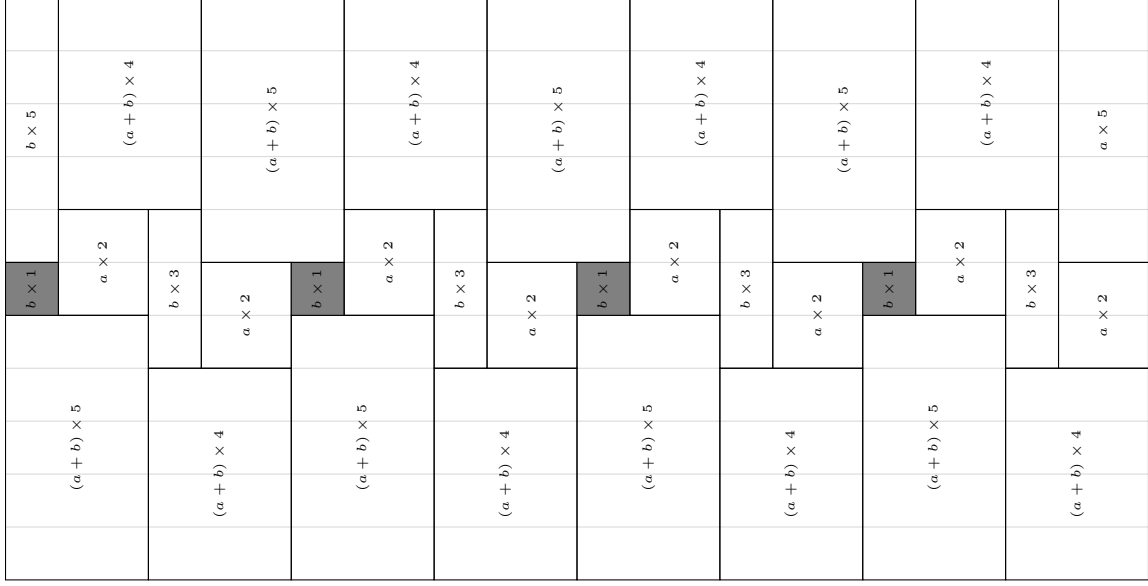 b × 5
(a + b) × 4
(a + b) × 5
(a + b) × 4
(a + b) × 5
(a + b) × 4
(a + b) × 5
(a + b) × 4
a × 5
b × 1
a × 2
b × 3
a × 2
b × 1
a × 2
b × 3
a × 2
b × 1
a × 2
b × 3
a × 2
b × 1
a × 2
b × 3
a × 2
(a + b) × 5
(a + b) × 4
(a + b) × 5
(a + b) × 4
(a + b) × 5
(a + b) × 4
(a + b) × 5
(a + b) × 4